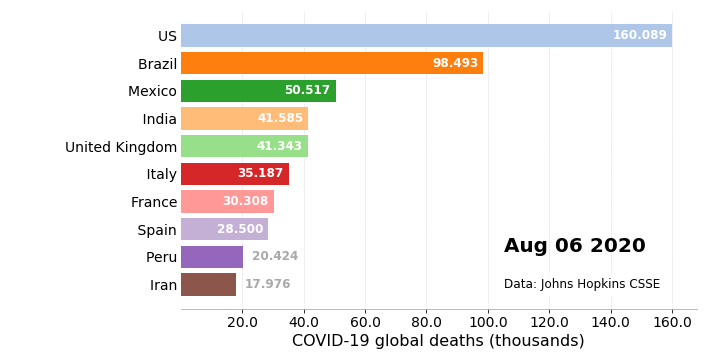 US 160.089
Brazil 98.493
Mexico 50.517
India 41.585
United Kingdom 41.343
Italy 35.187
France 30.308
Spain 28.500
Peru 20.424
Iran 17.976
Aug 06 2020
Data: Johns Hopkins CSSE
20.0 40.0 60.0 80.0 100.0 120.0 140.0 160.0
COVID-19 global deaths (thousands)